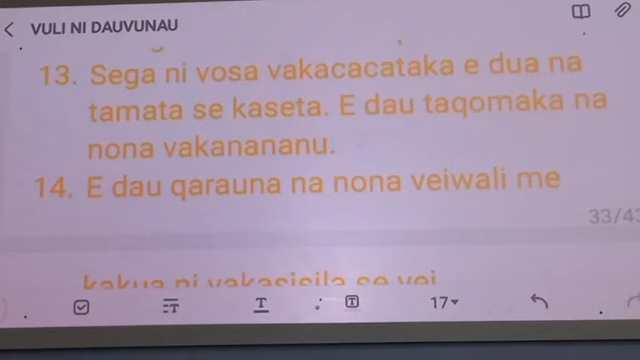 VULI NI DAUVUNAU
13. Sega ni vosa vakacacataka e dua na
tamata se kaseta. E dau taqomaka na
nona vakanananu.
14. E dau qarauna na nona veiwali me
33/43
kakua ni vakasisila se vei
17